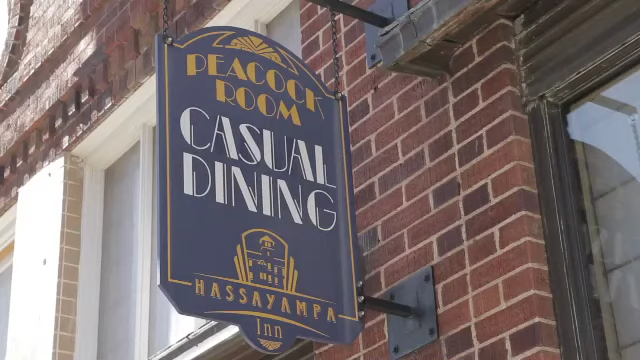 PEACOCK
ROOM
CASUAL
DINING
HASSAYAMPA
Inn